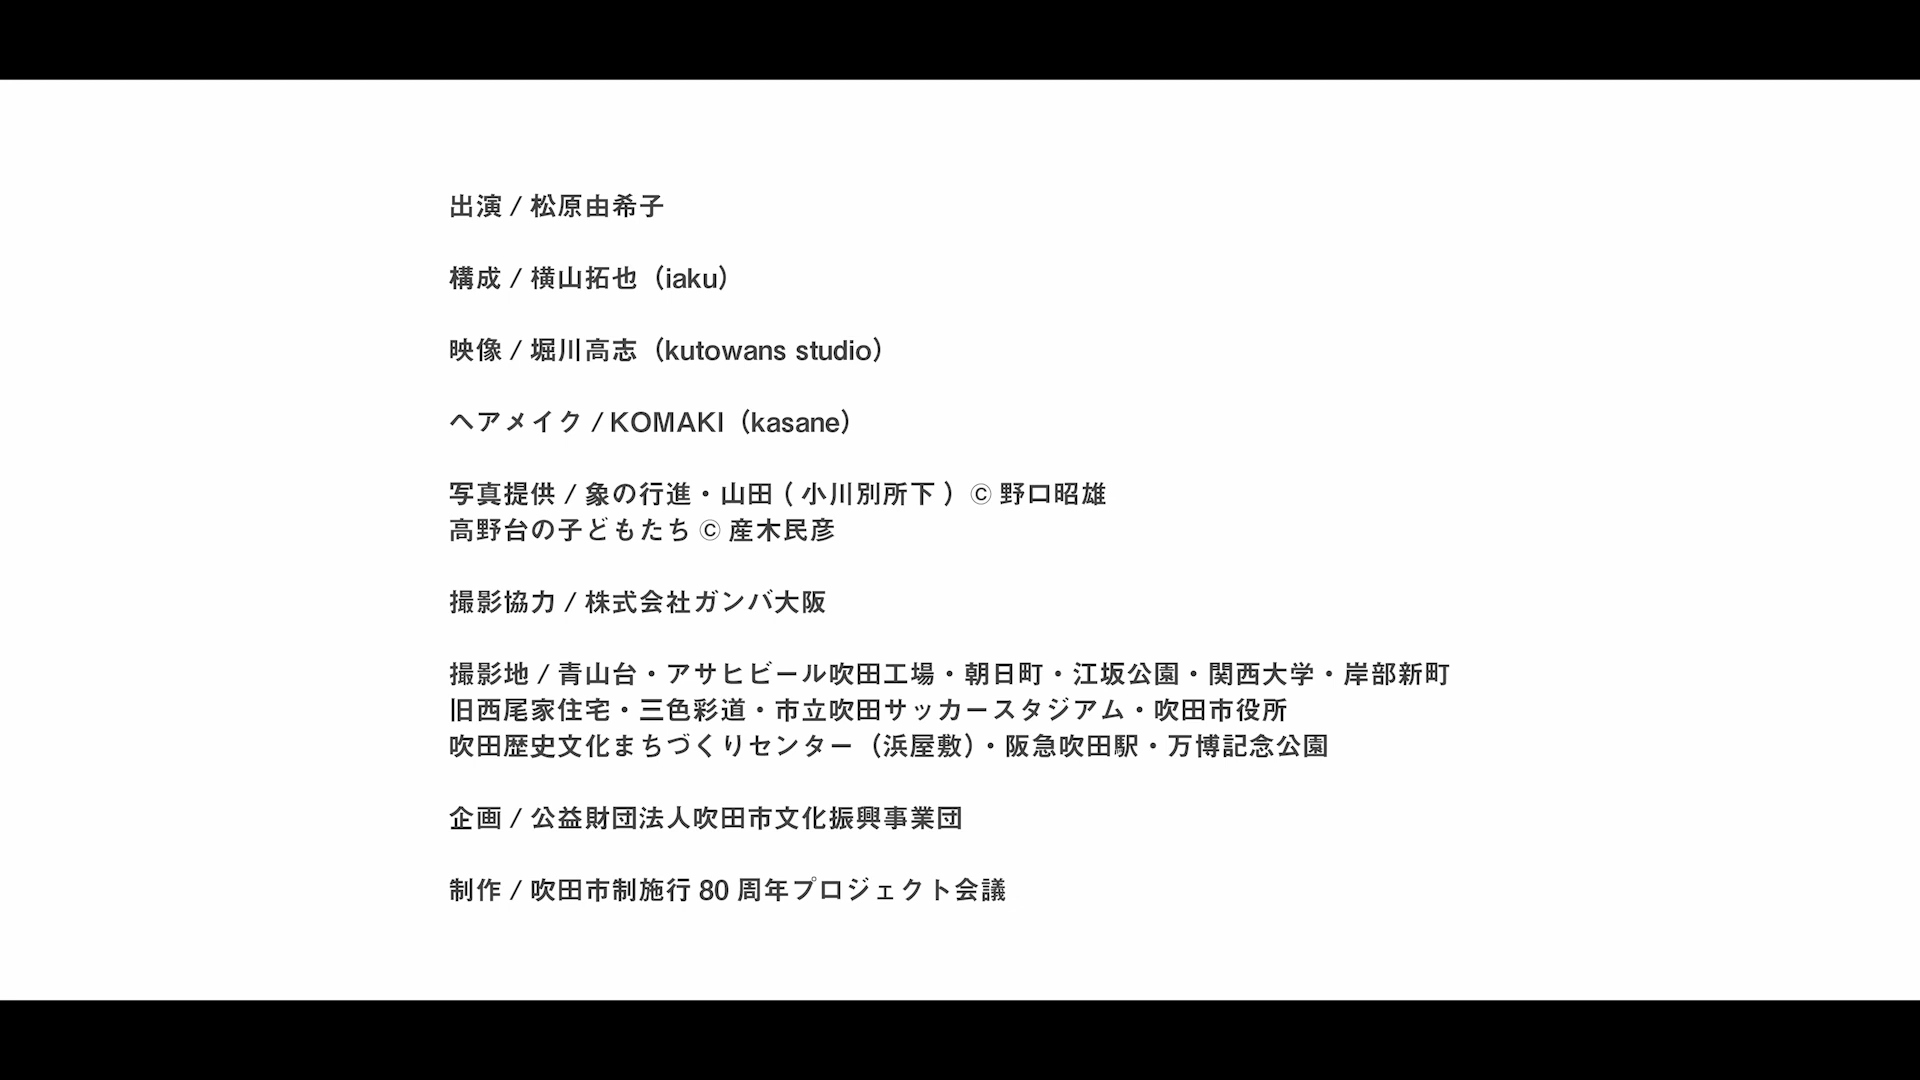 出演 / 松原由希子
構成 / 横山拓也（iaku）
映像 / 堀川高志（kutowans studio）
ヘアメイク / KOMAKI（kasane）
写真提供 / 象の行進・山田 ( 小川別所下 ) © 野口昭雄
高野台の子どもたち © 産木民彦
撮影協力 / 株式会社ガンバ大阪
撮影地 / 青山台・アサヒビール吹田工場・朝日町・江坂公園・関西大学・岸部新町
旧西尾家住宅・三色彩道・市立吹田サッカースタジアム・吹田市役所
吹田歴史文化まちづくりセンター（浜屋敷）・阪急吹田駅・万博記念公園
企画 / 公益財団法人吹田市文化振興事業団
制作 / 吹田市制施行 80 周年プロジェクト会議